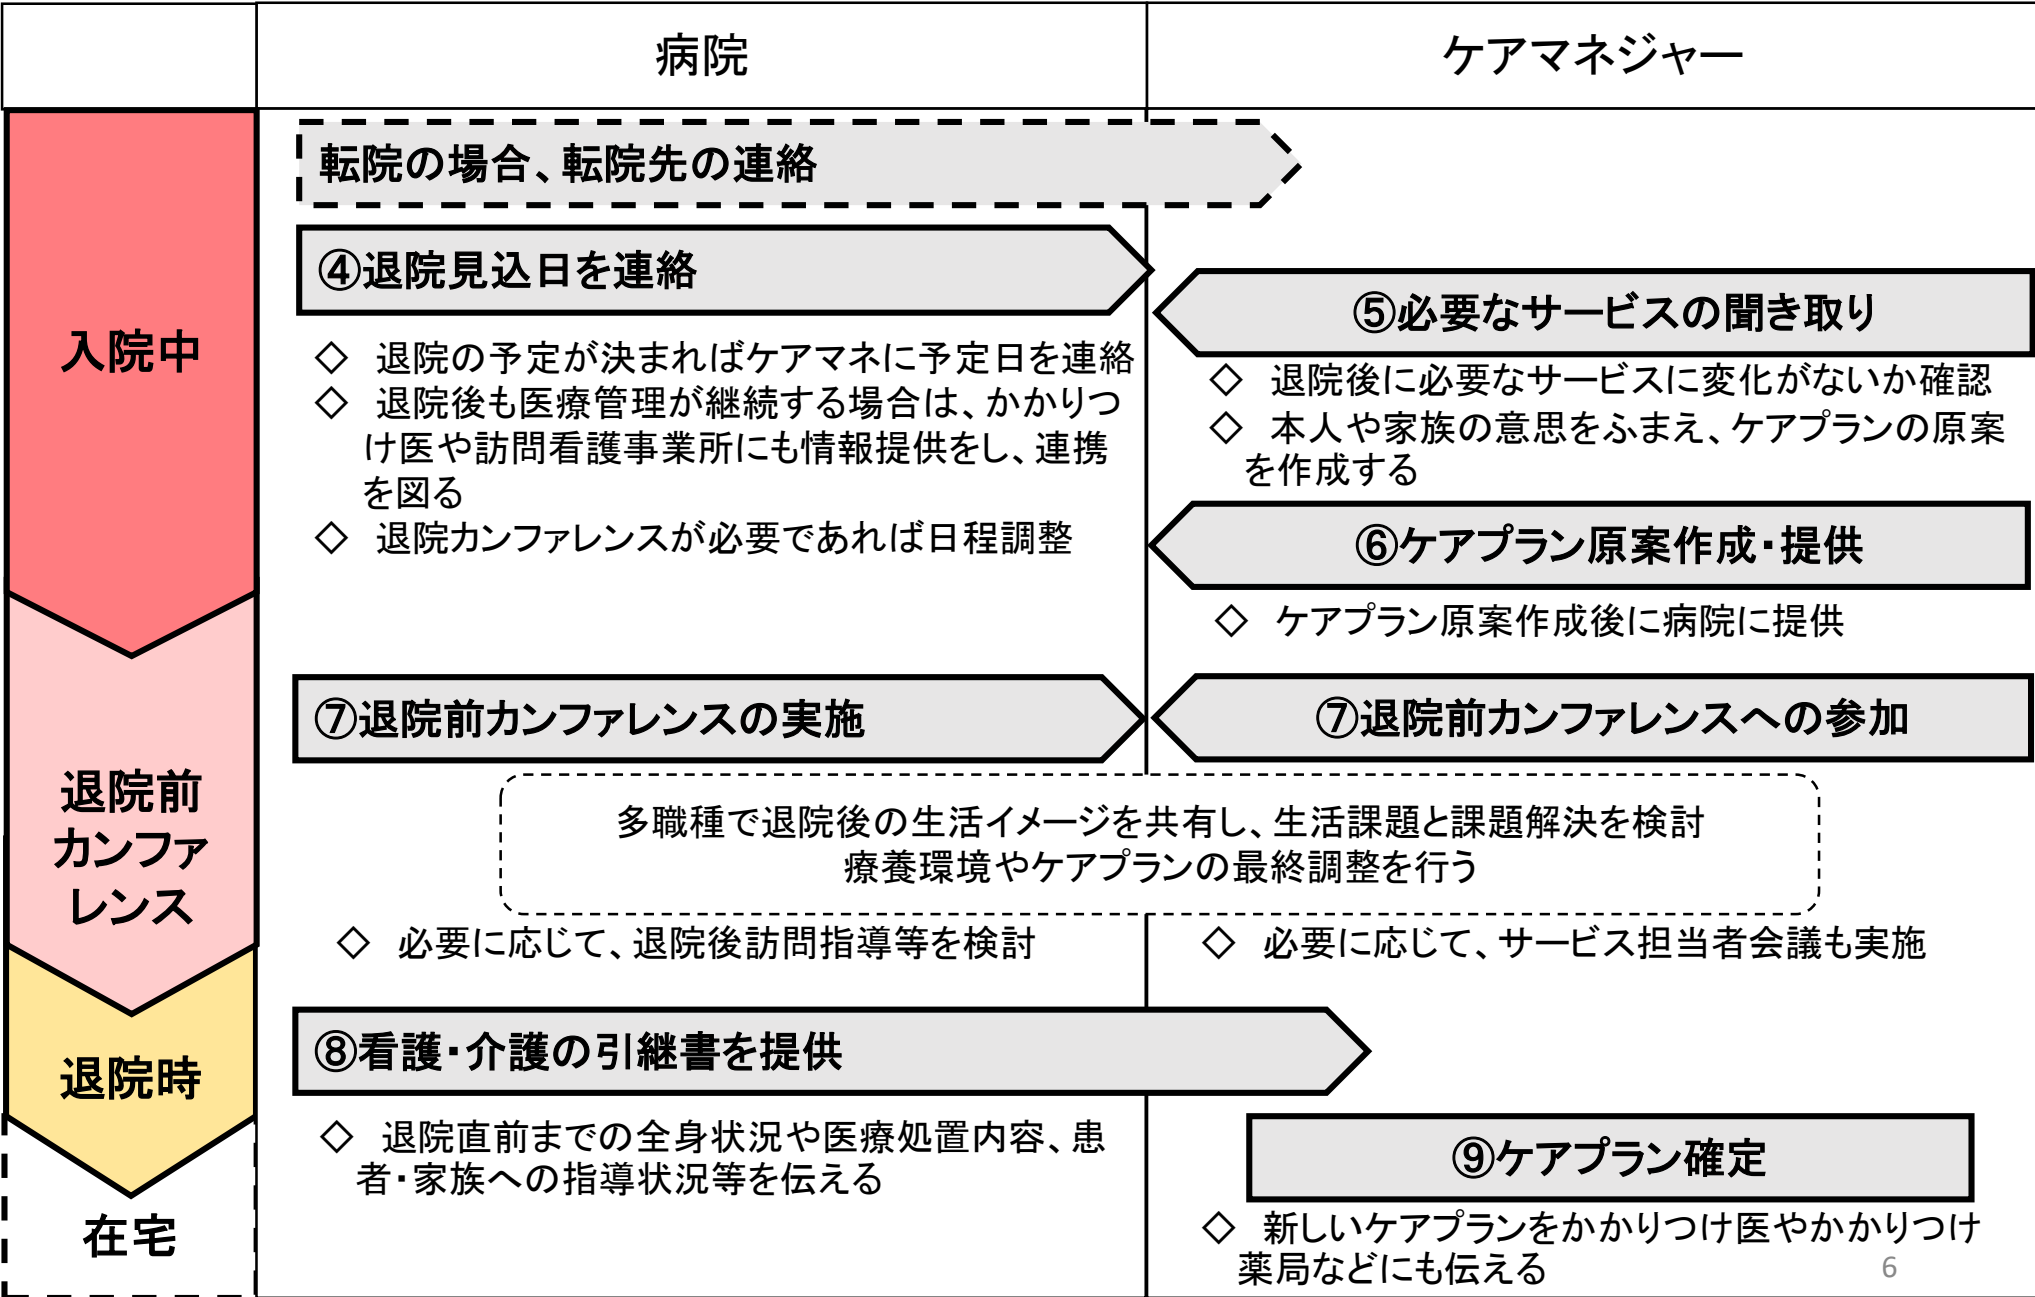 病院
ケアマネジャー
入院中
転院の場合、転院先の連絡
④退院見込日を連絡
◇ 退院の予定が決まればケアマネに予定日を連絡
◇ 退院後も医療管理が継続する場合は、かかりつ
け医や訪問看護事業所にも情報提供をし、連携
を図る
◇ 退院カンファレンスが必要であれば日程調整
⑤必要なサービスの聞き取り
◇ 退院後に必要なサービスに変化がないか確認
◇ 本人や家族の意思をふまえ、ケアプランの原案
を作成する
⑥ケアプラン原案作成・提供
◇ ケアプラン原案作成後に病院に提供
退院前
カンファ
レンス
⑦退院前カンファレンスの実施
⑦退院前カンファレンスへの参加
多職種で退院後の生活イメージを共有し、生活課題と課題解決を検討
療養環境やケアプランの最終調整を行う
◇ 必要に応じて、退院後訪問指導等を検討
◇ 必要に応じて、サービス担当者会議も実施
退院時
⑧看護・介護の引継書を提供
◇ 退院直前までの全身状況や医療処置内容、患
者・家族への指導状況等を伝える
⑨ケアプラン確定
◇ 新しいケアプランをかかりつけ医やかかりつけ
薬局などにも伝える
在宅
6